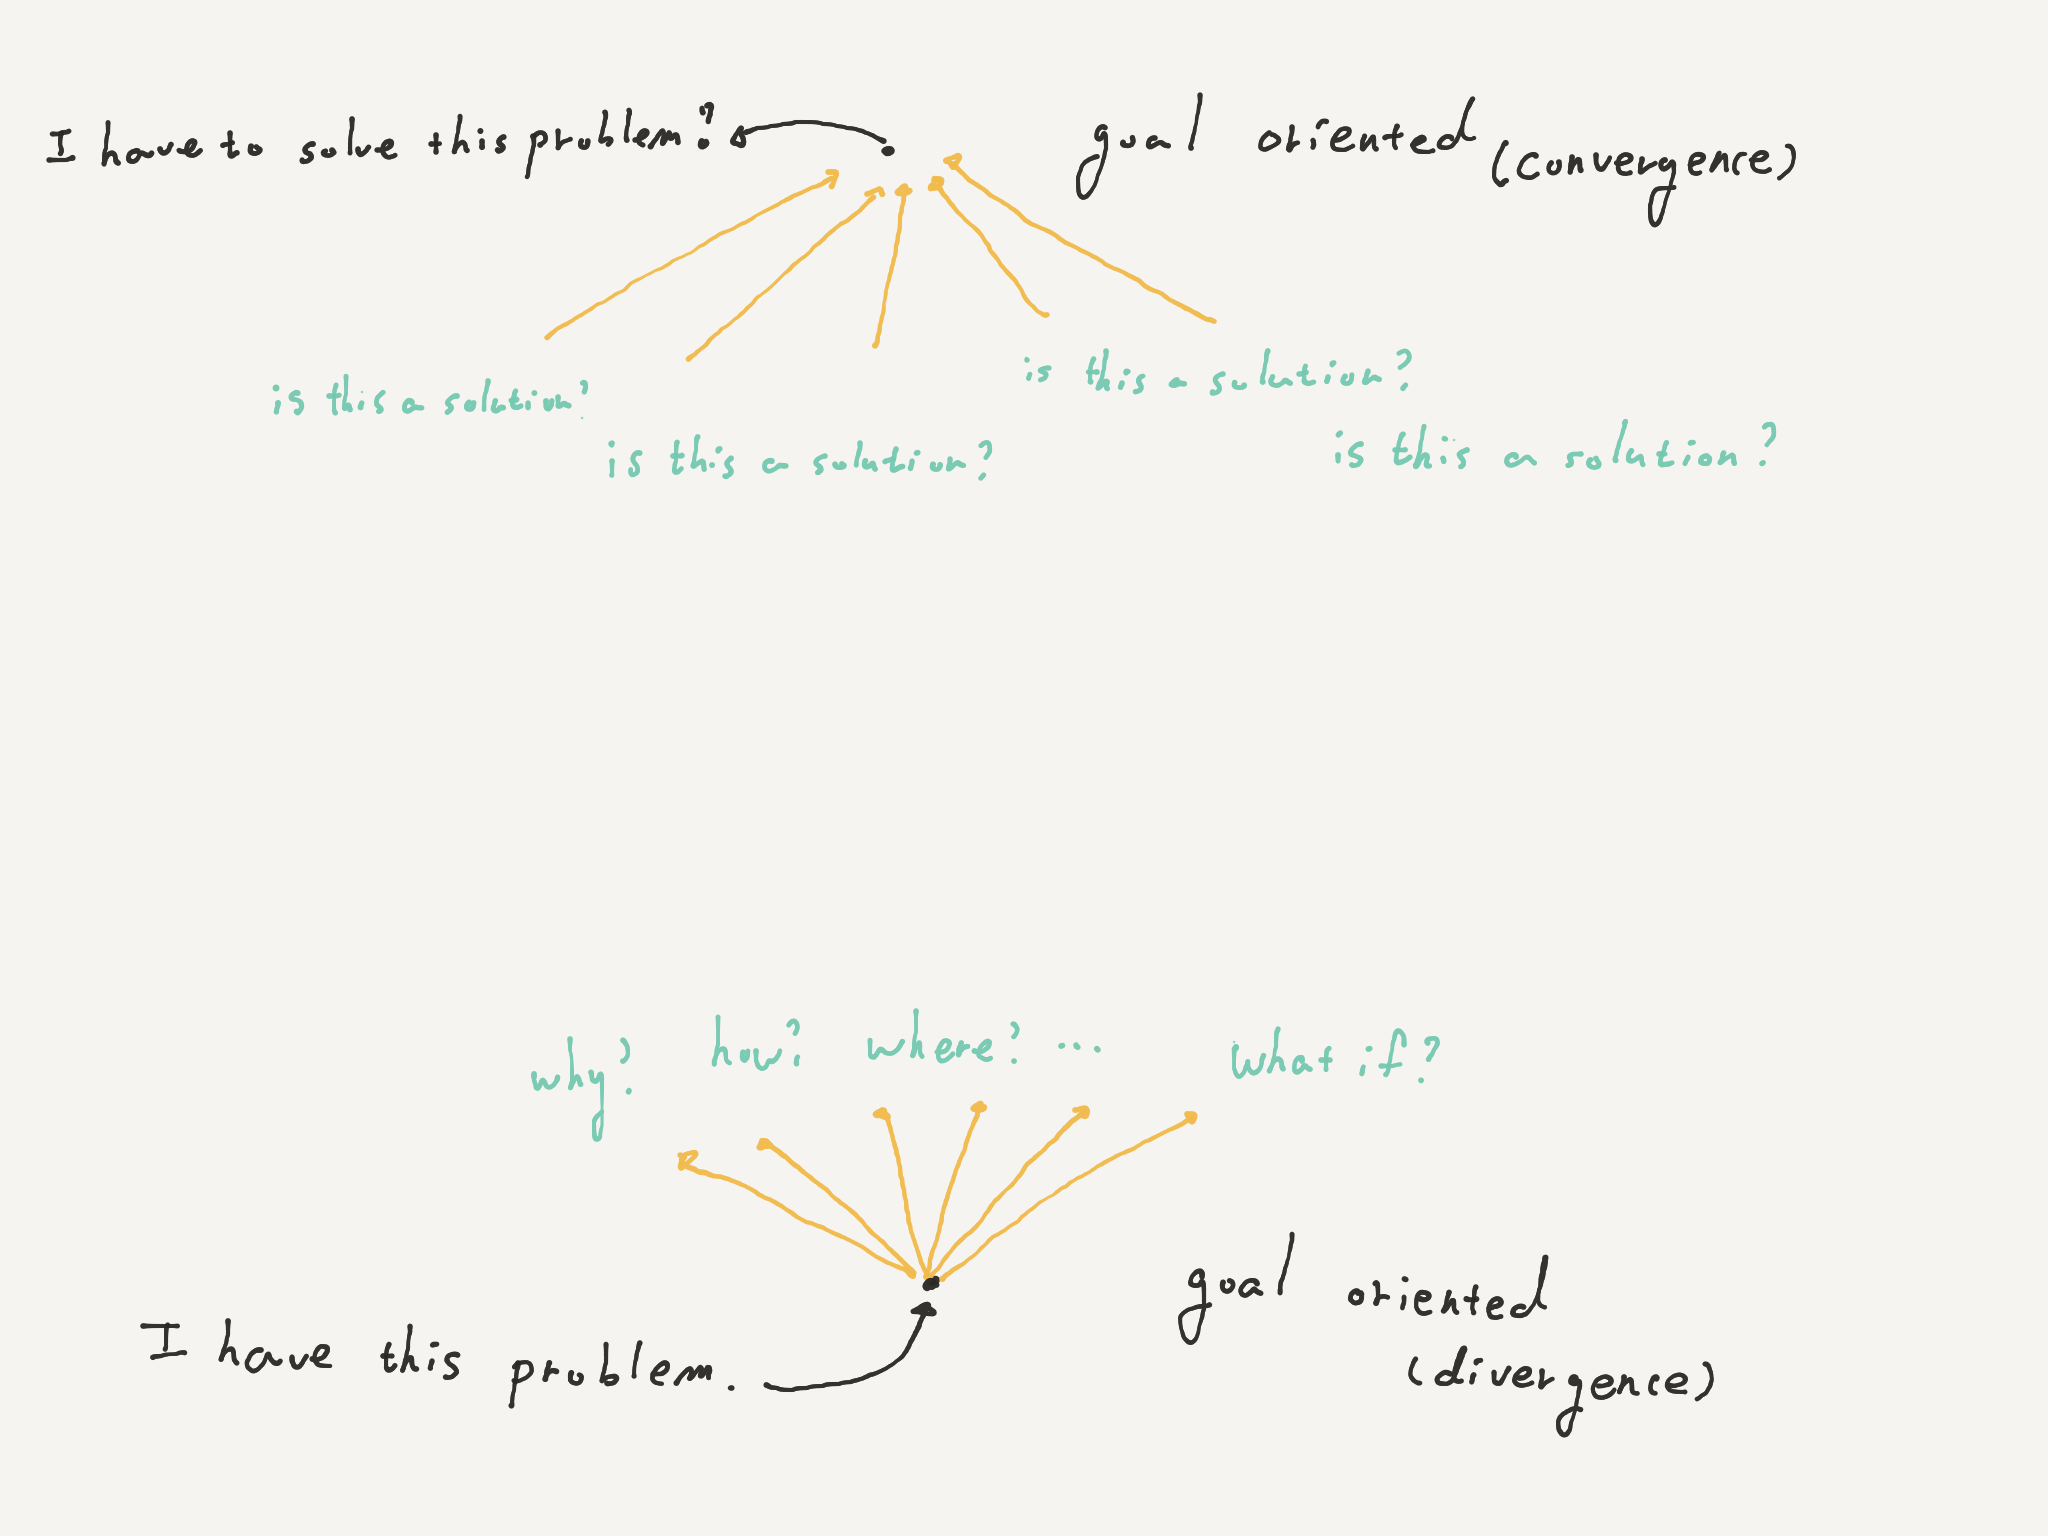 I have to solve this problem?
goal oriented (convergence)
is this a solution?
is this a solution?
is this a solution?
is this a solution?
why? how? where? ... what if?
I have this problem.
goal oriented
(divergence)